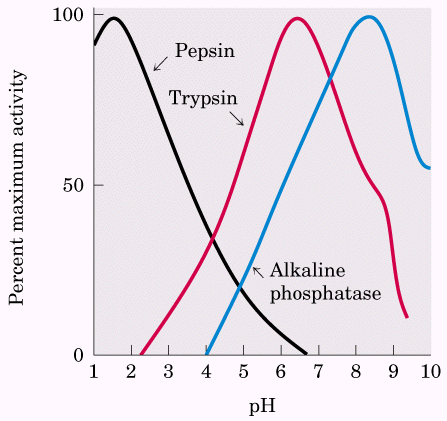 100
Pepsin
Trypsin
Percent maximum activity
50
Alkaline
phosphatase
0
1 2 3 4 5 6 7 8 9 10
pH